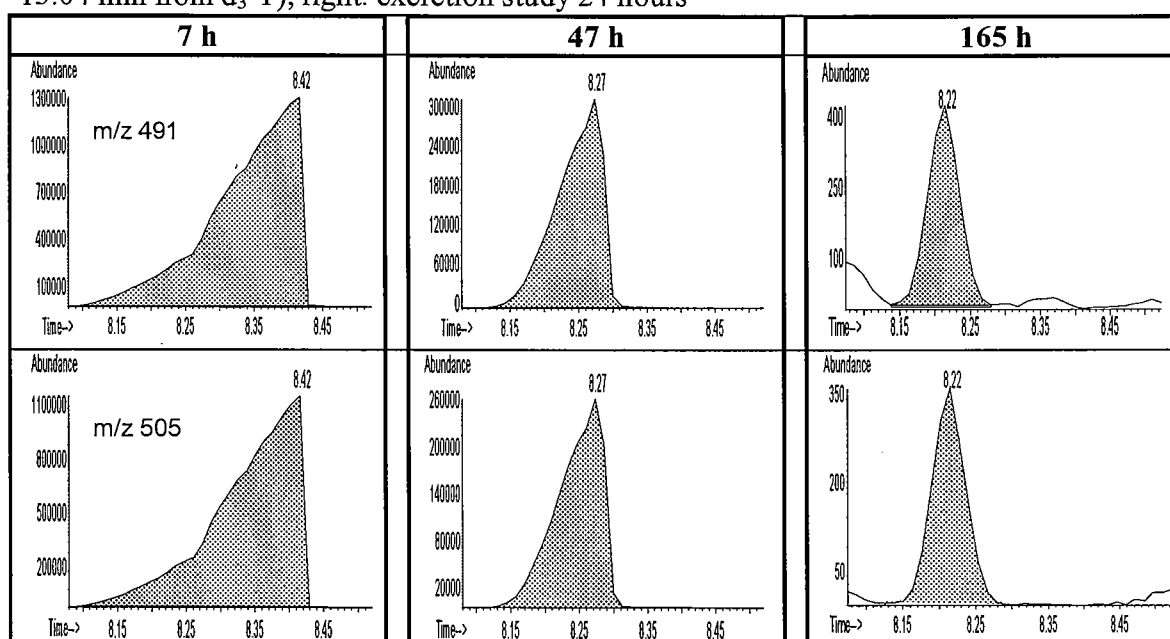 min from d₃-T), right: excretion study 24 hours
7 h
47 h
165 h
Abundance
8.42
1300000
m/z 491
1000000
700000
400000
100000
Time--> 8.15 8.25 8.35 8.45
Abundance
8.27
300000
240000
180000
120000
60000
0
Time--> 8.15 8.25 8.35 8.45
Abundance
8.22
400
250
100
Time--> 8.15 8.25 8.35 8.45
Abundance
8.42
1100000
m/z 505
800000
500000
200000
Time--> 8.15 8.25 8.35 8.45
Abundance
8.27
260000
200000
140000
80000
20000
Time--> 8.15 8.25 8.35 8.45
Abundance
8.22
350
200
50
Time--> 8.15 8.25 8.35 8.45